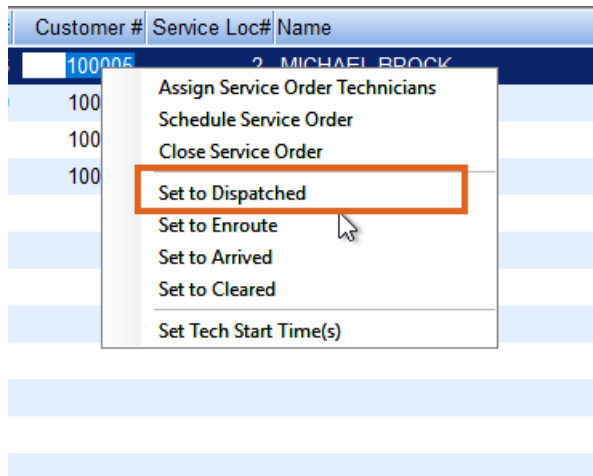 Customer # Service Loc# Name
100005 2 MICHAEL BROCK
Assign Service Order Technicians
100
Schedule Service Order
100
Close Service Order
100
Set to Dispatched
Set to Enroute
Set to Arrived
Set to Cleared
Set Tech Start Time(s)